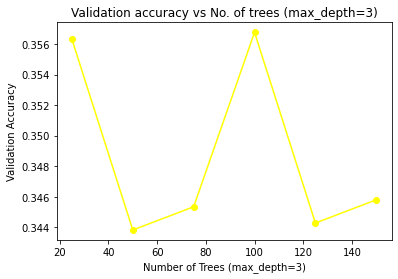 Validation accuracy vs No. of trees (max_depth=3)
0.356
0.354
0.352
0.350
0.348
0.346
0.344
Validation Accuracy
20 40 60 80 100 120 140
Number of Trees (max_depth=3)